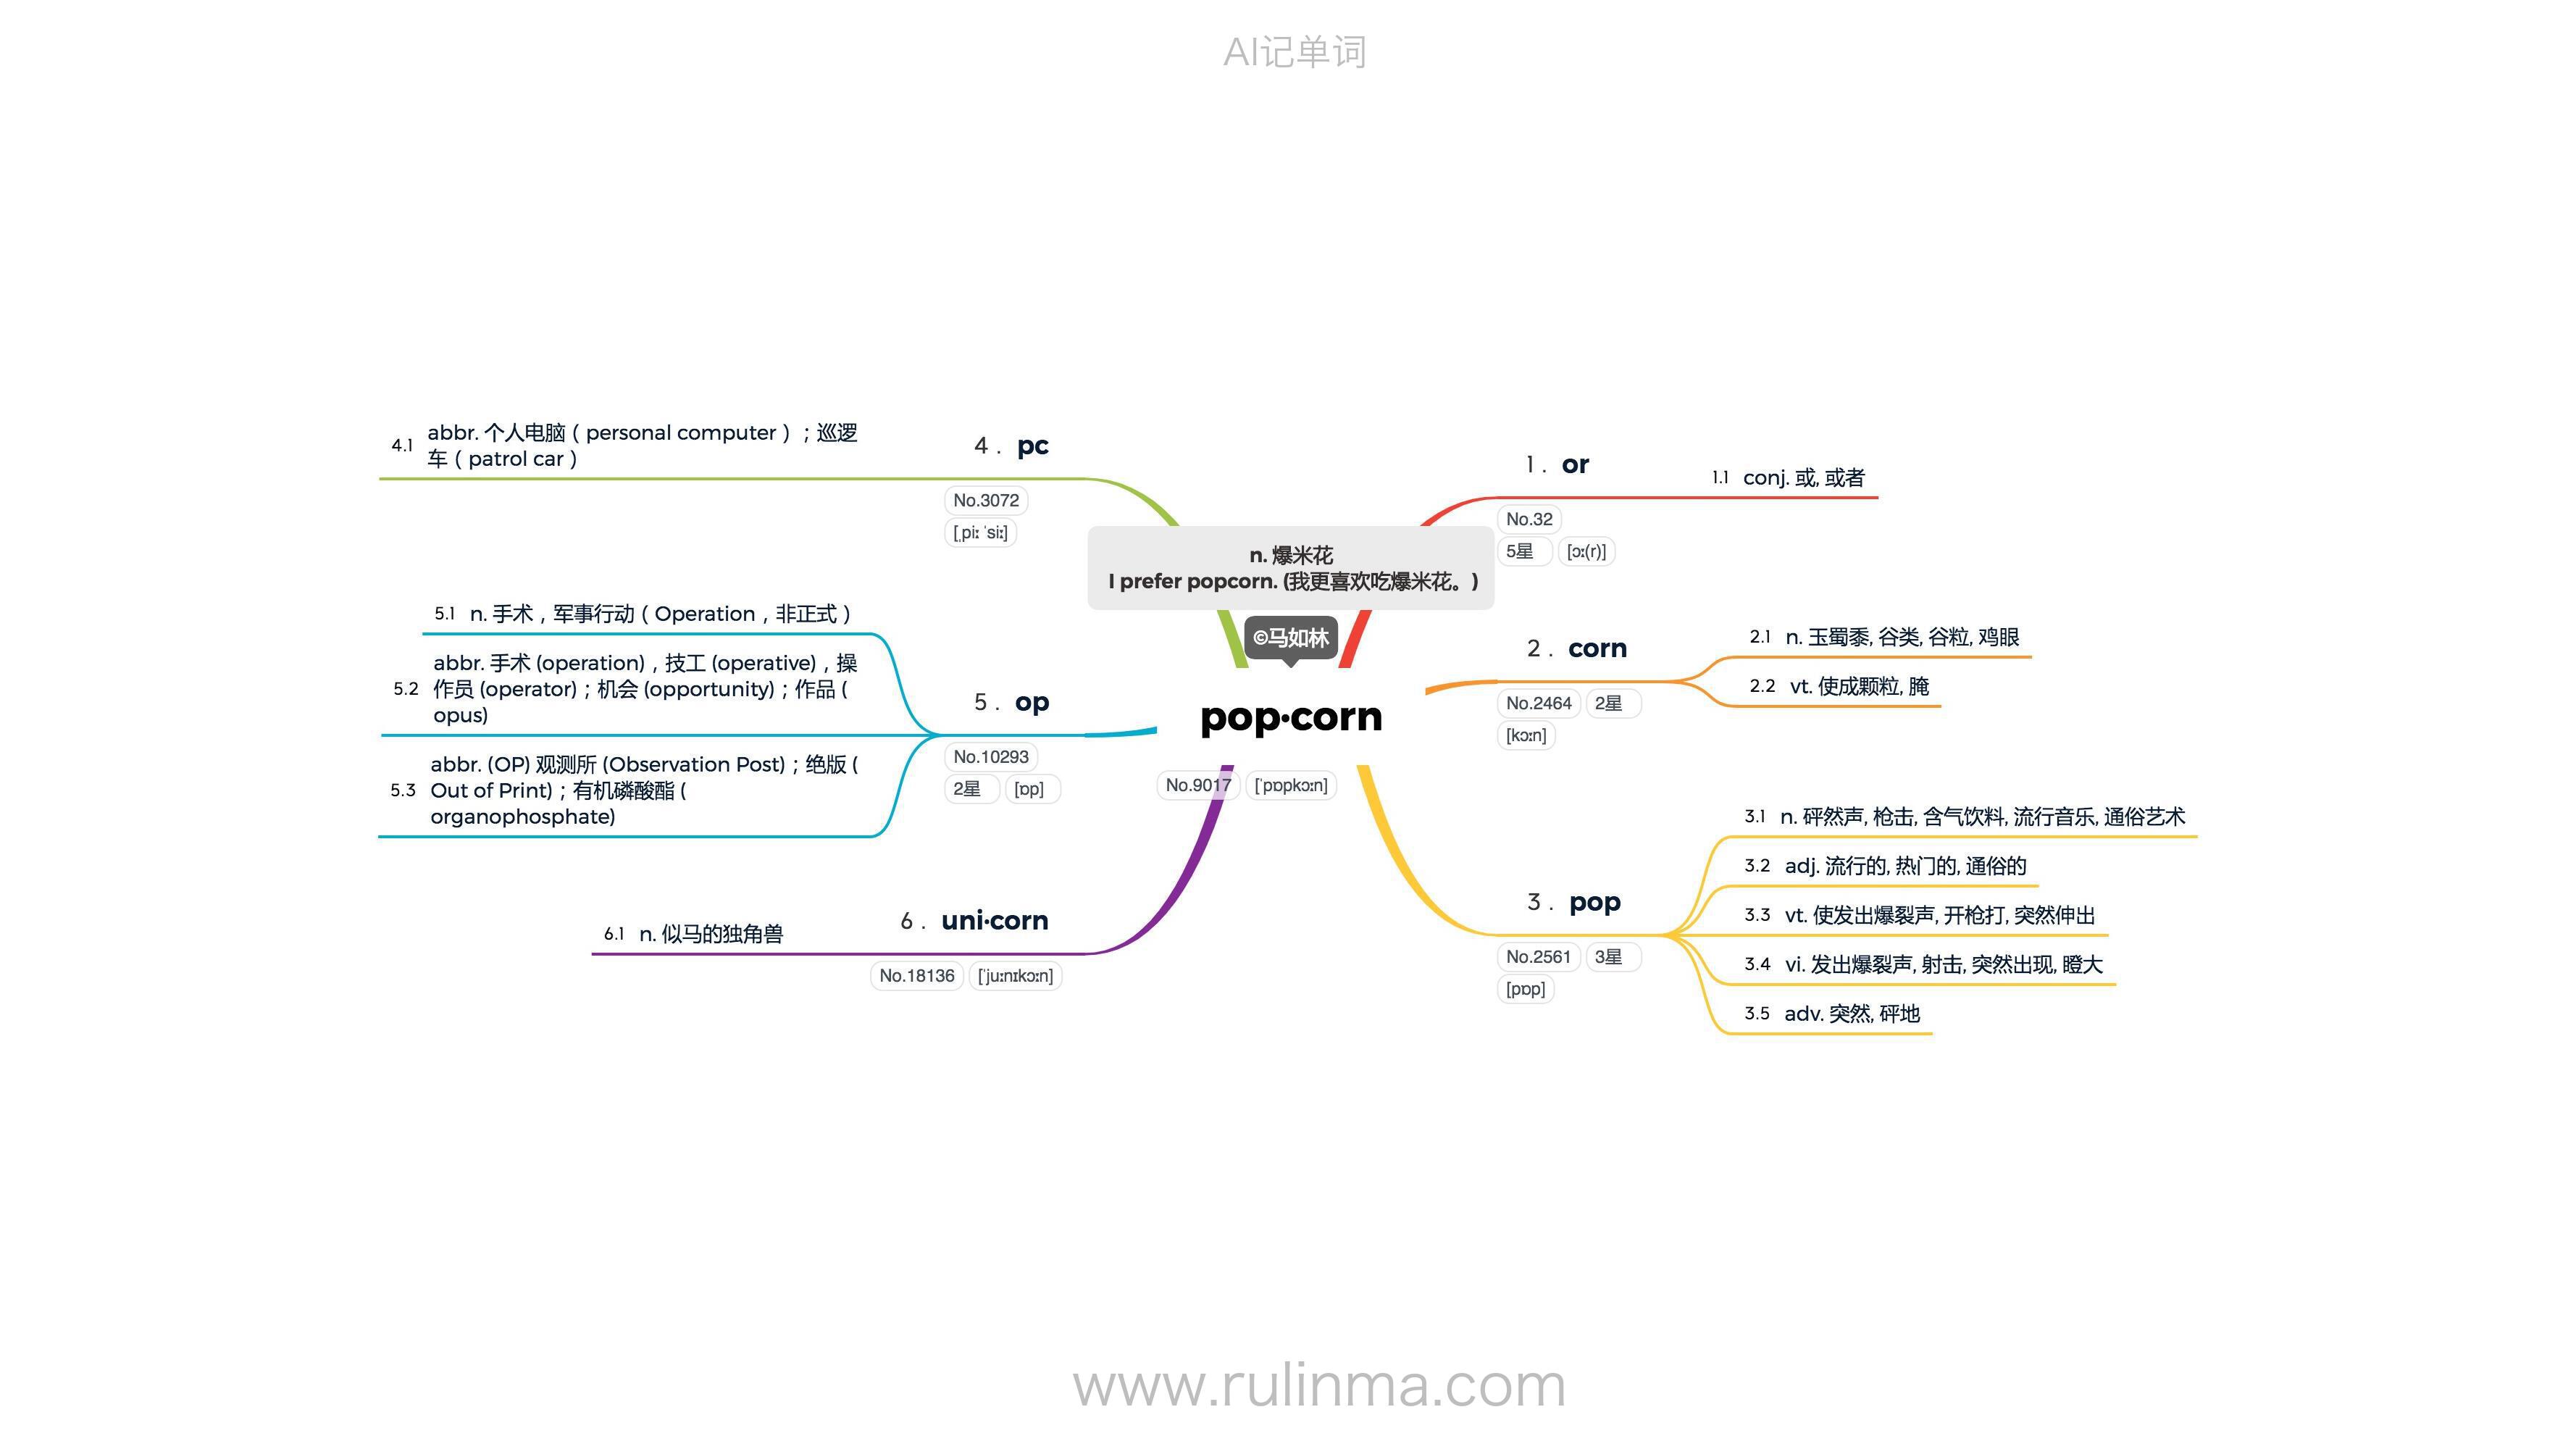 AI记单词
n. 爆米花
I prefer popcorn. (我更喜欢吃爆米花。)
©马如林
pop·corn
No.9017 [ˈpɒpkɔːn]
1. or
No.32
5星 [ɔː(r)]
1.1 conj. 或, 或者
2. corn
No.2464 2星
[kɔːn]
2.1 n. 玉蜀黍, 谷类, 谷粒, 鸡眼
2.2 vt. 使成颗粒, 腌
3. pop
No.2561 3星
[pɒp]
3.1 n. 砰然声, 枪击, 含气饮料, 流行音乐, 通俗艺术
3.2 adj. 流行的, 热门的, 通俗的
3.3 vt. 使发出爆裂声, 开枪打, 突然伸出
3.4 vi. 发出爆裂声, 射击, 突然出现, 瞪大
3.5 adv. 突然, 砰地
4. pc
No.3072
[ˌpiː ˈsiː]
4.1 abbr. 个人电脑（personal computer）；巡逻
车（patrol car）
5. op
No.10293
2星 [ɒp]
5.1 n. 手术，军事行动（Operation，非正式）
5.2 abbr. 手术 (operation)，技工 (operative)，操
作员 (operator)；机会 (opportunity)；作品 (
opus)
5.3 abbr. (OP) 观测所 (Observation Post)；绝版 (
Out of Print)；有机磷酸酯 (
organophosphate)
6. uni·corn
No.18136 [ˈjuːnɪkɔːn]
6.1 n. 似马的独角兽
www.rulinma.com